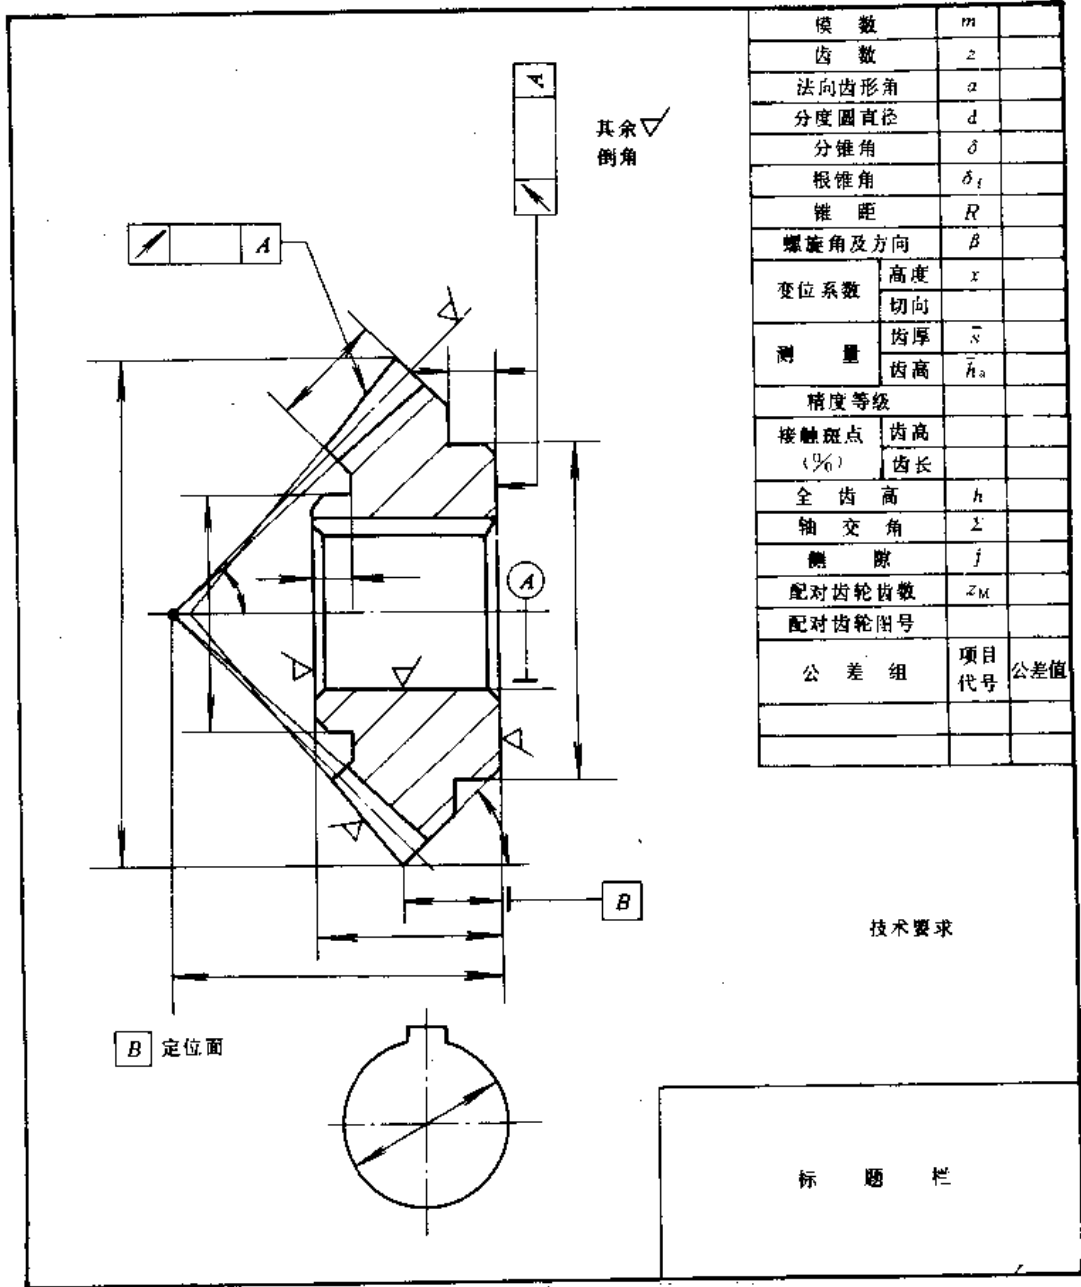 模 数 m
齿 数 z
法向齿形角 α
分度圆直径 d
分锥角 δ
根锥角 δf
锥 距 R
螺旋角及方向 β
变位系数 高度 x
切向
测 量 齿厚 s̄
齿高 h̄a
精度等级
接触斑点 (%) 齿高
齿长
全 齿 高 h
轴 交 角 Σ
侧 隙 j
配对齿轮齿数 zM
配对齿轮图号
公 差 组 项目代号 公差值
A
其余
倒角
A
A
B
B 定位面
技术要求
标 题 栏